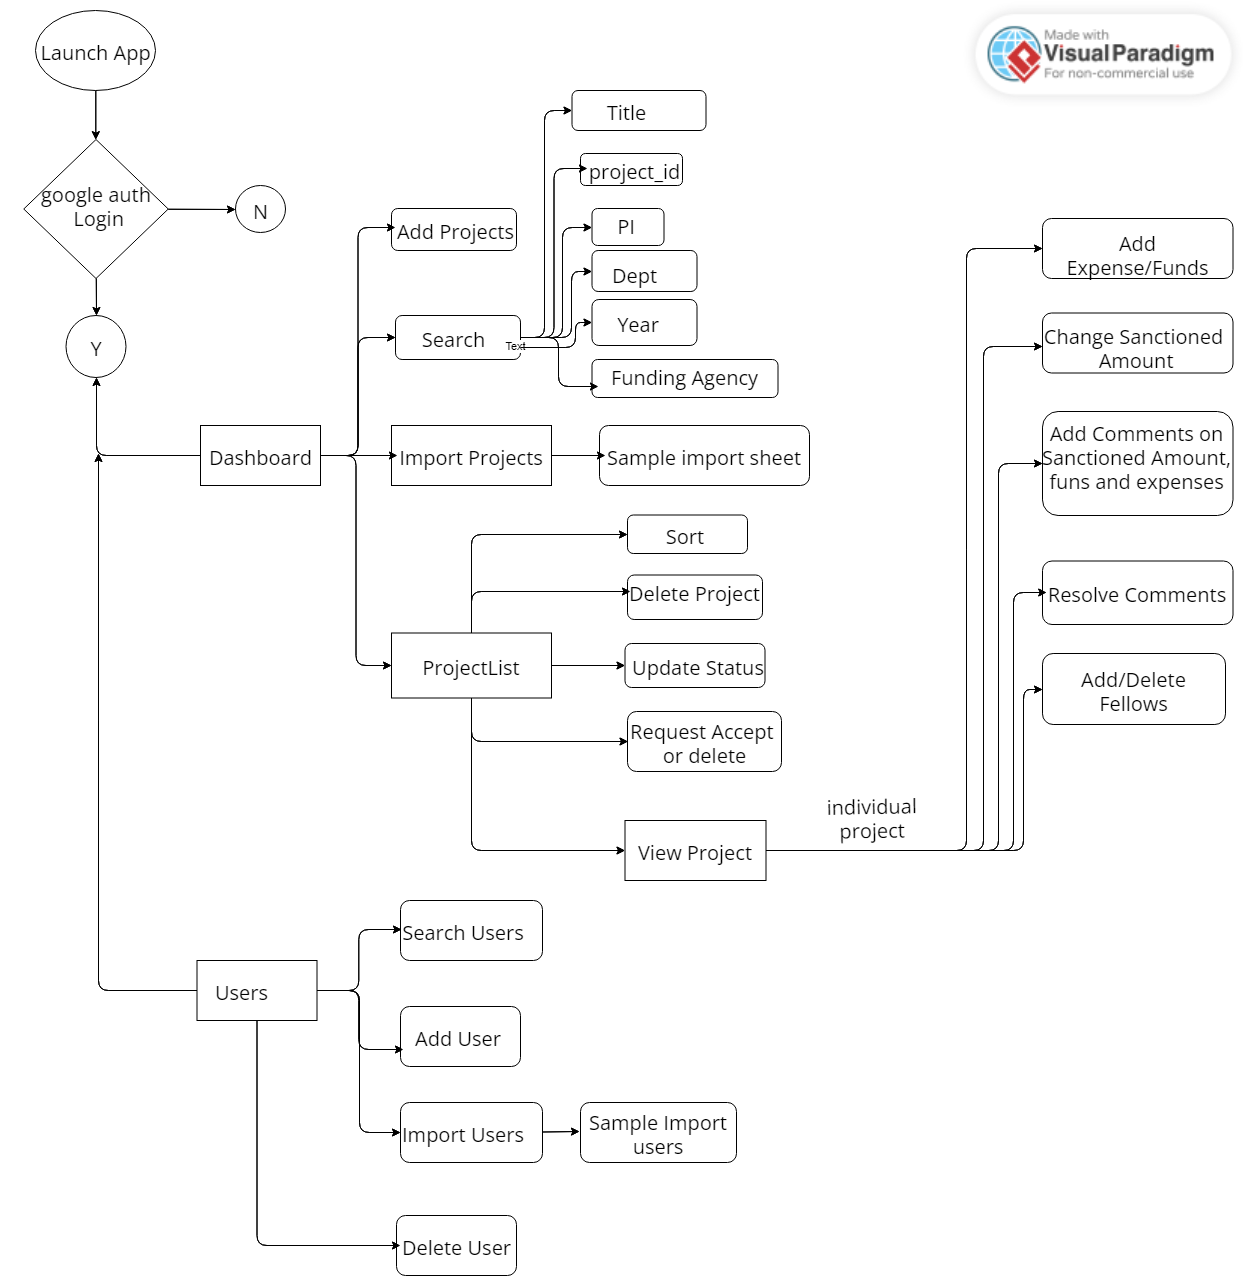 Launch App
Made with
Visual Paradigm
For non-commercial use
google auth
Login
N
Y
Title
project_id
PI
Dept
Year
Funding Agency
Add Projects
Search
Text
Dashboard
Import Projects
Sample import sheet
Sort
Delete Project
ProjectList
Update Status
Request Accept
or delete
View Project
individual
project
Add
Expense/Funds
Change Sanctioned
Amount
Add Comments on
Sanctioned Amount,
funs and expenses
Resolve Comments
Add/Delete
Fellows
Users
Search Users
Add User
Import Users
Sample Import
users
Delete User